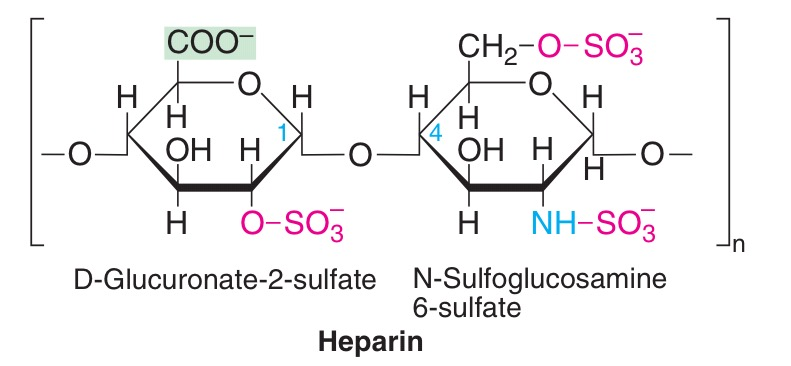 COO⁻ CH₂–O–SO₃⁻
H O H H O H
H H
1 4
OH H OH H H
–O– O O–
H O–SO₃⁻ H NH–SO₃⁻
n
D-Glucuronate-2-sulfate N-Sulfoglucosamine
6-sulfate
Heparin